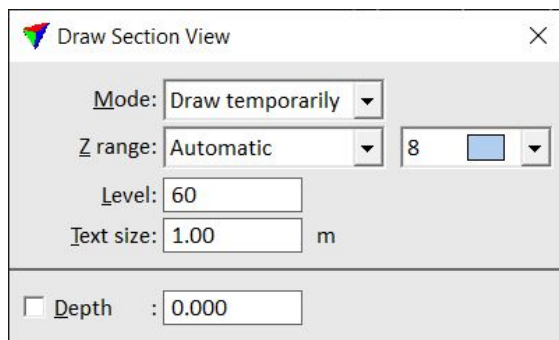 Draw Section View
Mode: Draw temporarily
Z range: Automatic 8
Level: 60
Text size: 1.00 m
Depth : 0.000